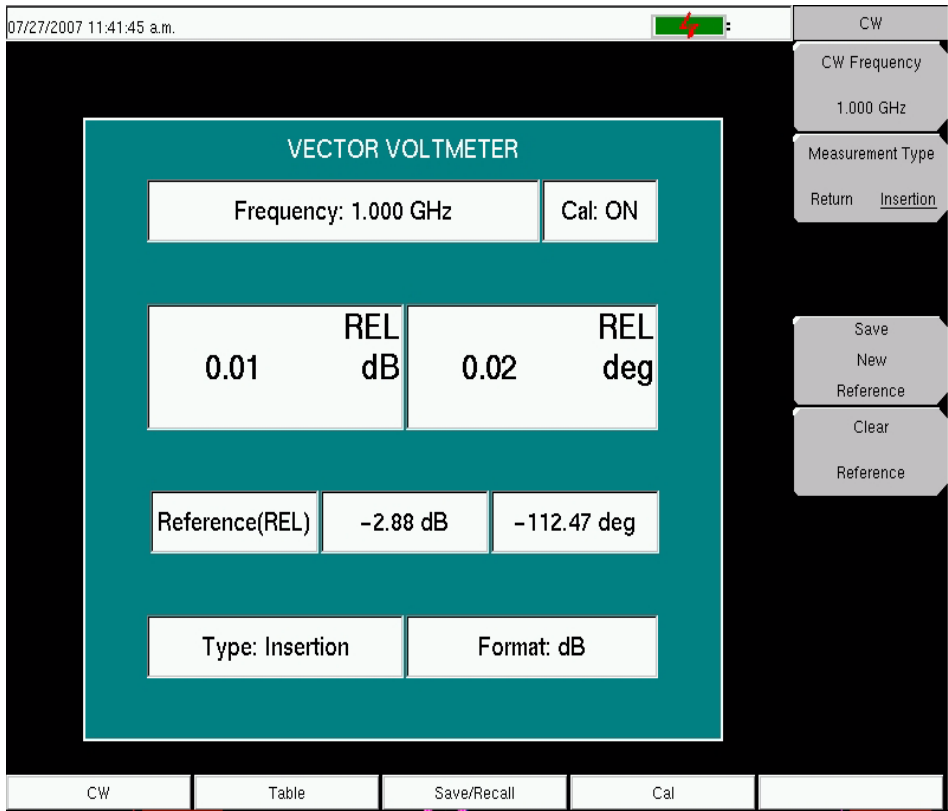 07/27/2007 11:41:45 a.m.
CW
CW Frequency
1.000 GHz
Measurement Type
Return Insertion
VECTOR VOLTMETER
Frequency: 1.000 GHz
Cal: ON
REL
0.01 dB
REL
0.02 deg
Save
New
Reference
Clear
Reference
Reference(REL)
-2.88 dB
-112.47 deg
Type: Insertion
Format: dB
CW
Table
Save/Recall
Cal